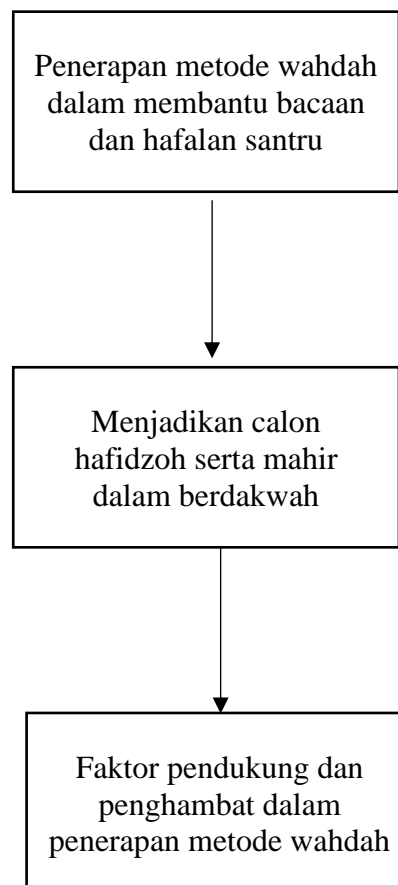 Penerapan metode wahdah
dalam membantu bacaan
dan hafalan santru
Menjadikan calon
hafidzoh serta mahir
dalam berdakwah
Faktor pendukung dan
penghambat dalam
penerapan metode wahdah